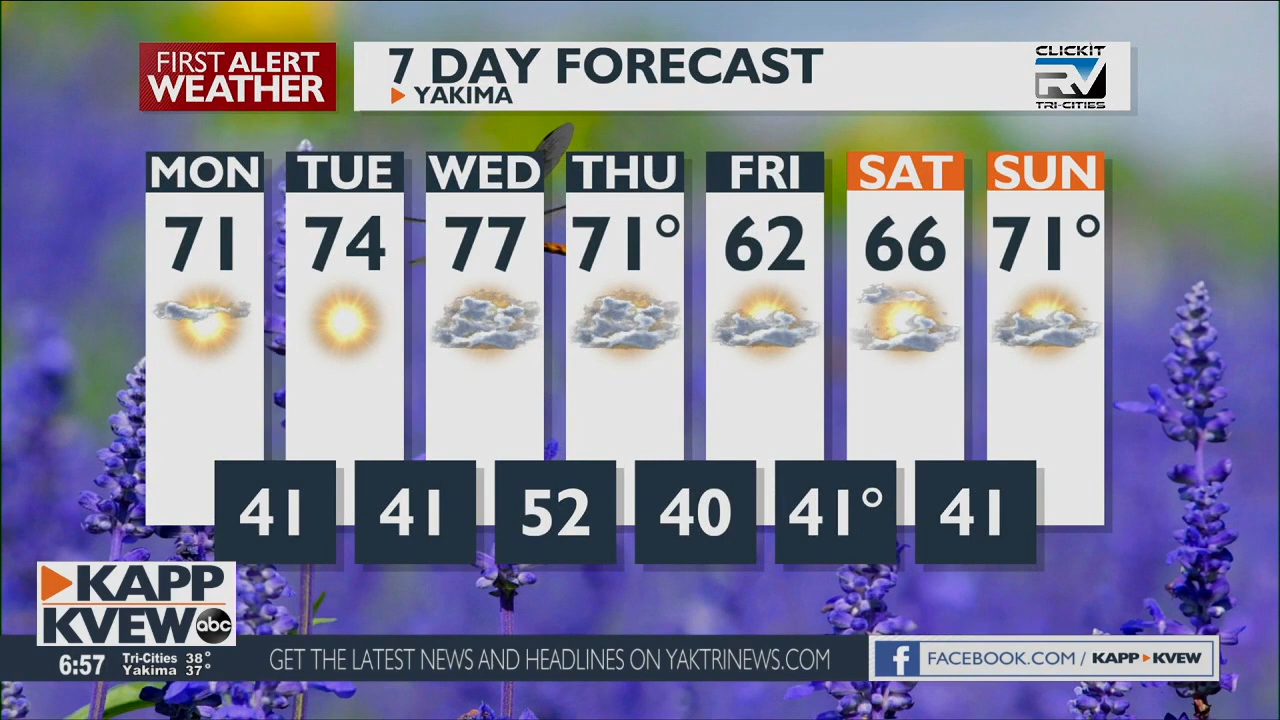 FIRST ALERT
WEATHER
7 DAY FORECAST
YAKIMA
CLICKIT
RV
TRI-CITIES
MON TUE WED THU FRI SAT SUN
71 74 77 71° 62 66 71°
41 41 52 40 41° 41
KAPP
KVEW abc
6:57 Tri-Cities 38°
Yakima 37°
GET THE LATEST NEWS AND HEADLINES ON YAKTRINEWS.COM
f FACEBOOK.COM / KAPP KVEW